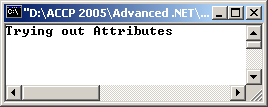 "D:\ACCP 2005\Advanced .NET\...
Trying out Attributes